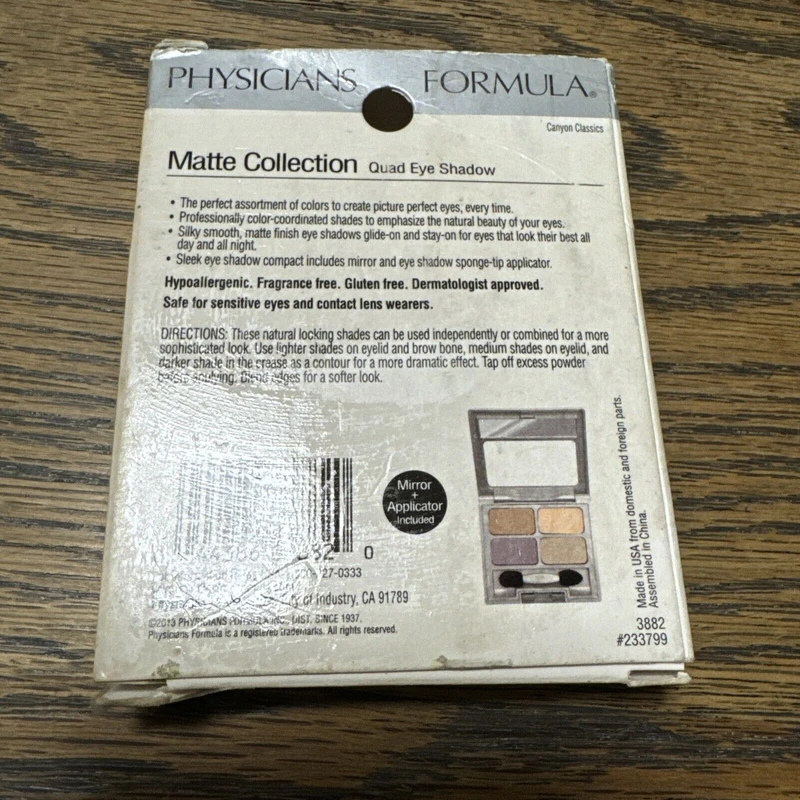 PHYSICIANS FORMULA®
Canyon Classics
Matte Collection Quad Eye Shadow
• The perfect assortment of colors to create picture perfect eyes, every time.
• Professionally color-coordinated shades to emphasize the natural beauty of your eyes.
• Silky smooth, matte finish eye shadows glide-on and stay-on for eyes that look their best all
day and all night.
• Sleek eye shadow compact includes mirror and eye shadow sponge-tip applicator.
Hypoallergenic. Fragrance free. Gluten free. Dermatologist approved.
Safe for sensitive eyes and contact lens wearers.
DIRECTIONS: These natural locking shades can be used independently or combined for a more
sophisticated look. Use lighter shades on eyelid and brow bone, medium shades on eyelid, and
darker shade in the crease as a contour for a more dramatic effect. Tap off excess powder
before applying. Blend edges for a softer look.
Mirror
+
Applicator
Included
0
27-0333
of Industry, CA 91789
©2013 PHYSICIANS FORMULA INC., DIST. SINCE 1937.
Physicians Formula is a registered trademarks. All rights reserved.
Made in USA from domestic and foreign parts.
Assembled in China.
3882
#233799